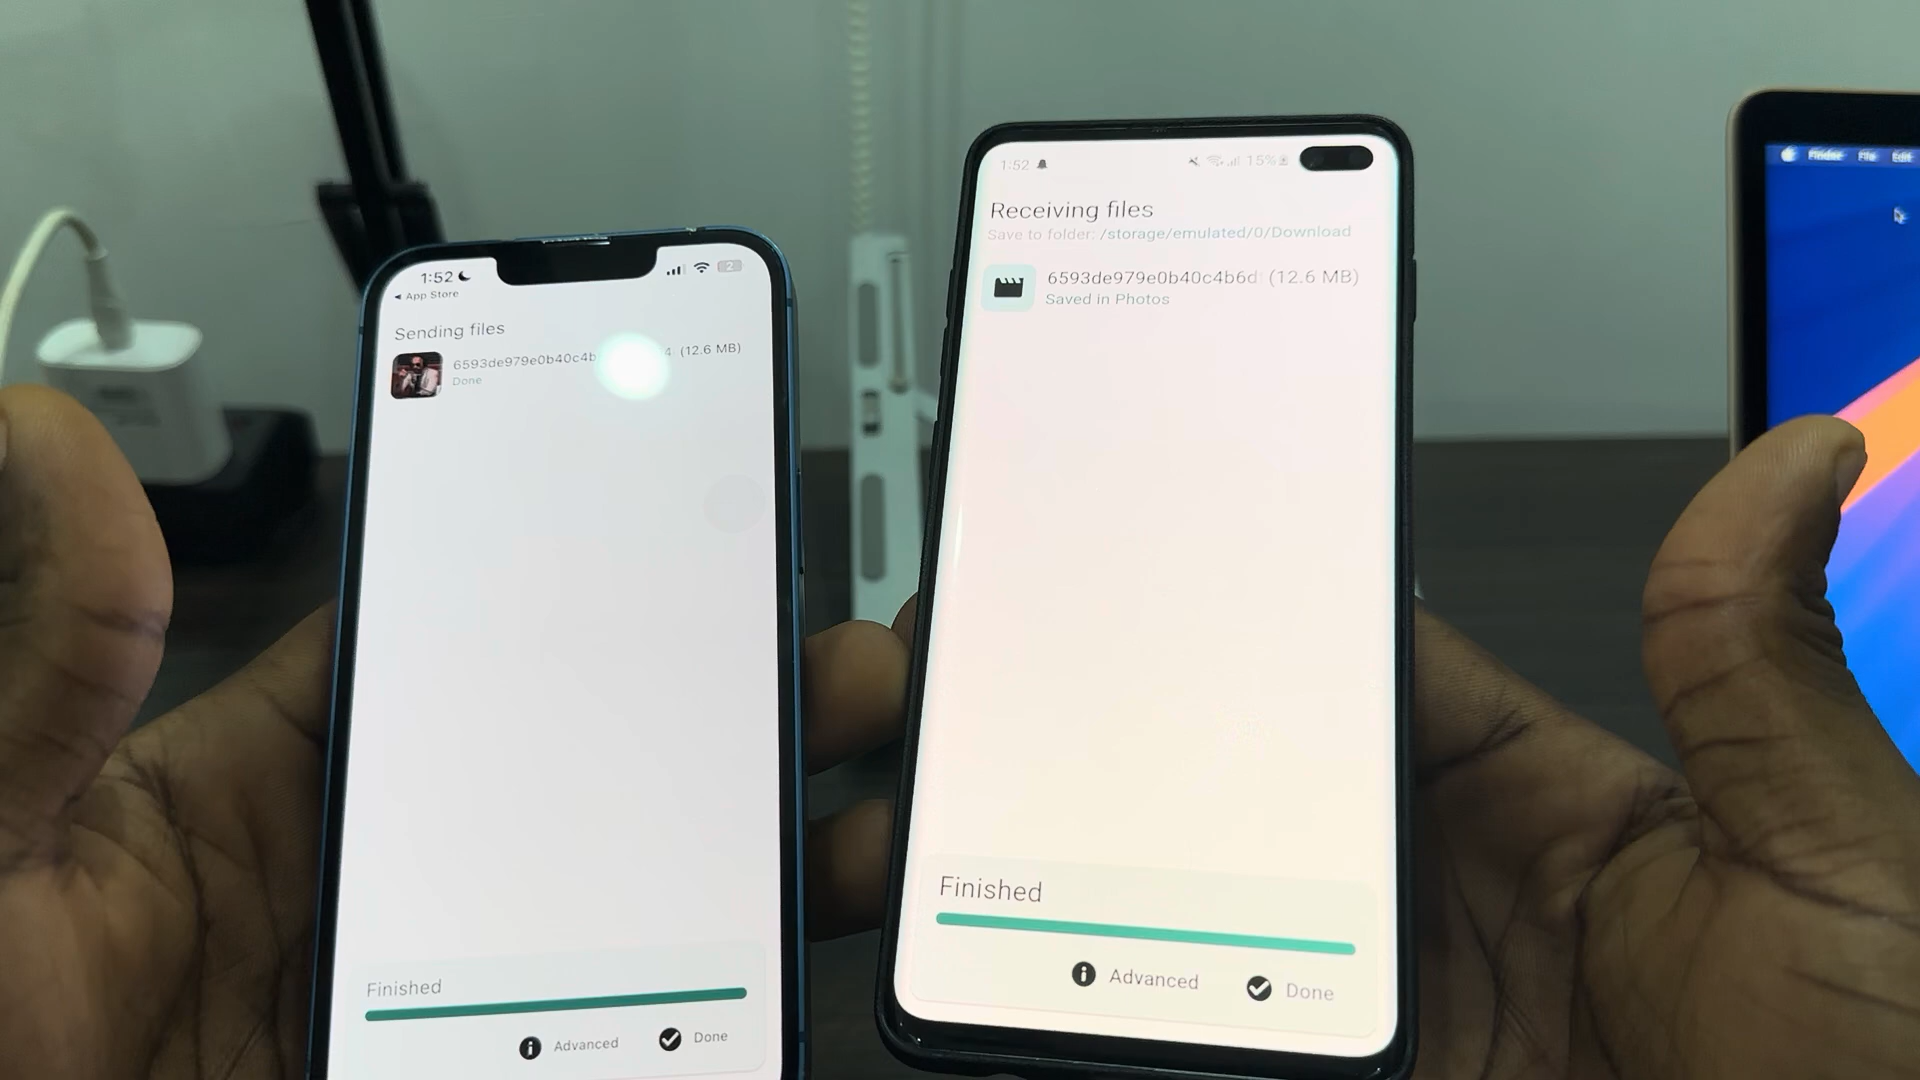 1:52
App Store
Sending files
6593de979e0b40c4b 4 (12.6 MB)
Done
Finished
Advanced
Done
1:52
15%
Receiving files
Save to folder: /storage/emulated/0/Download
6593de979e0b40c4b6d (12.6 MB)
Saved in Photos
Finished
Advanced
Done
Finder File Edit